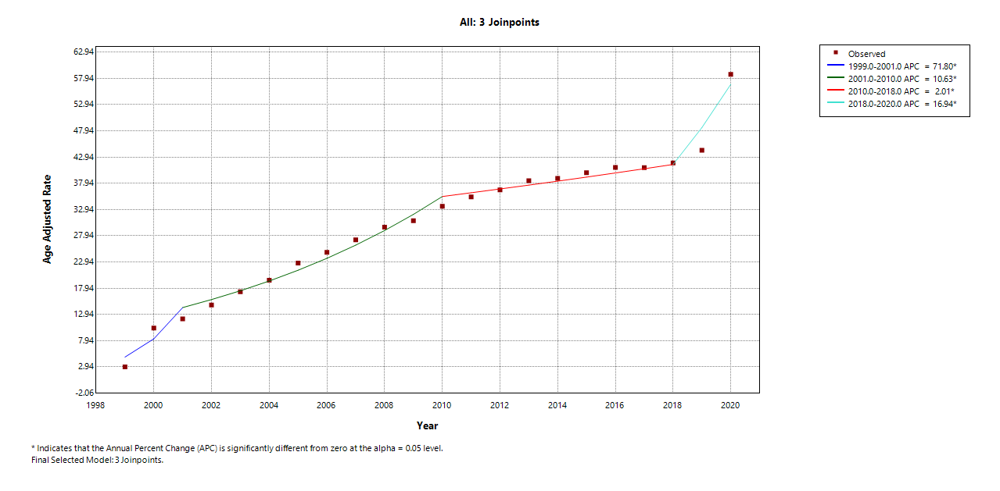 All: 3 Joinpoints
62.94
57.94
52.94
47.94
42.94
37.94
32.94
27.94
22.94
17.94
12.94
7.94
2.94
-2.06
Age Adjusted Rate
1998
2000
2002
2004
2006
2008
2010
2012
2014
2016
2018
2020
Year
Observed
1999.0-2001.0 APC = 71.80*
2001.0-2010.0 APC = 10.63*
2010.0-2018.0 APC = 2.01*
2018.0-2020.0 APC = 16.94*
* Indicates that the Annual Percent Change (APC) is significantly different from zero at the alpha = 0.05 level.
Final Selected Model: 3 Joinpoints.